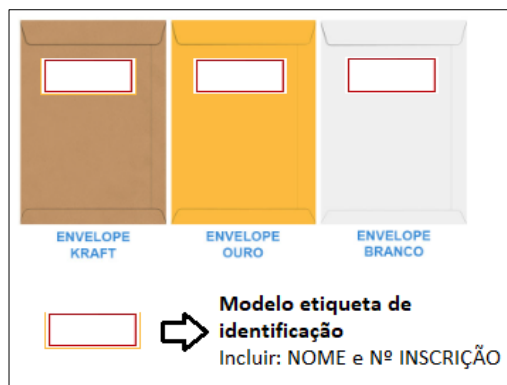 ENVELOPE
KRAFT
ENVELOPE
OURO
ENVELOPE
BRANCO
Modelo etiqueta de
identificação
Incluir: NOME e Nº INSCRIÇÃO